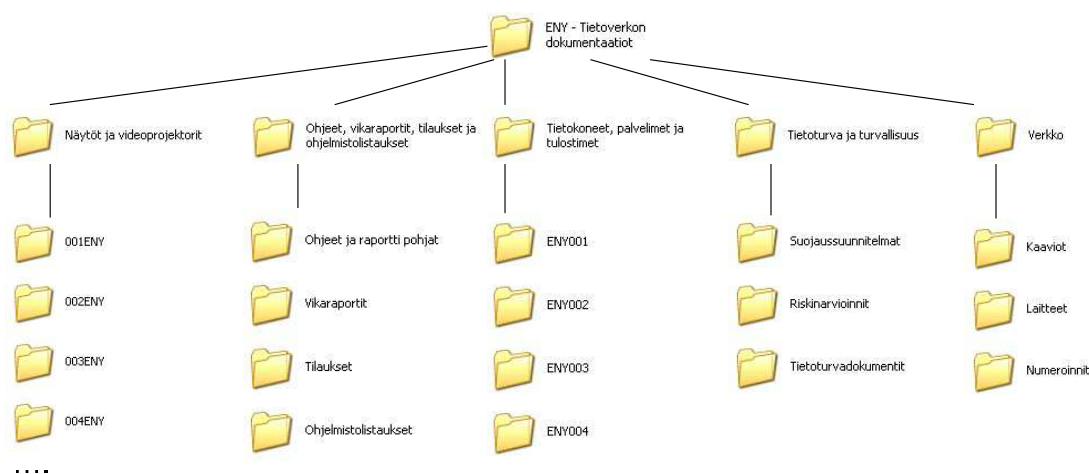 ENY - Tietoverkon
dokumentaatiot
Näytöt ja videoprojektorit
Ohjeet, vikaraportit, tilaukset ja
ohjelmistolistaukset
Tietokoneet, palvelimet ja
tulostimet
Tietoturva ja turvallisuus
Verkko
001ENY
Ohjeet ja raportti pohjat
ENY001
Suojaussuunnitelmat
Kaaviot
002ENY
Vikaraportit
ENY002
Riskinarvioinnit
Laitteet
003ENY
Tilaukset
ENY003
Tietoturvadokumentit
Numeroinnit
004ENY
Ohjelmistolistaukset
ENY004